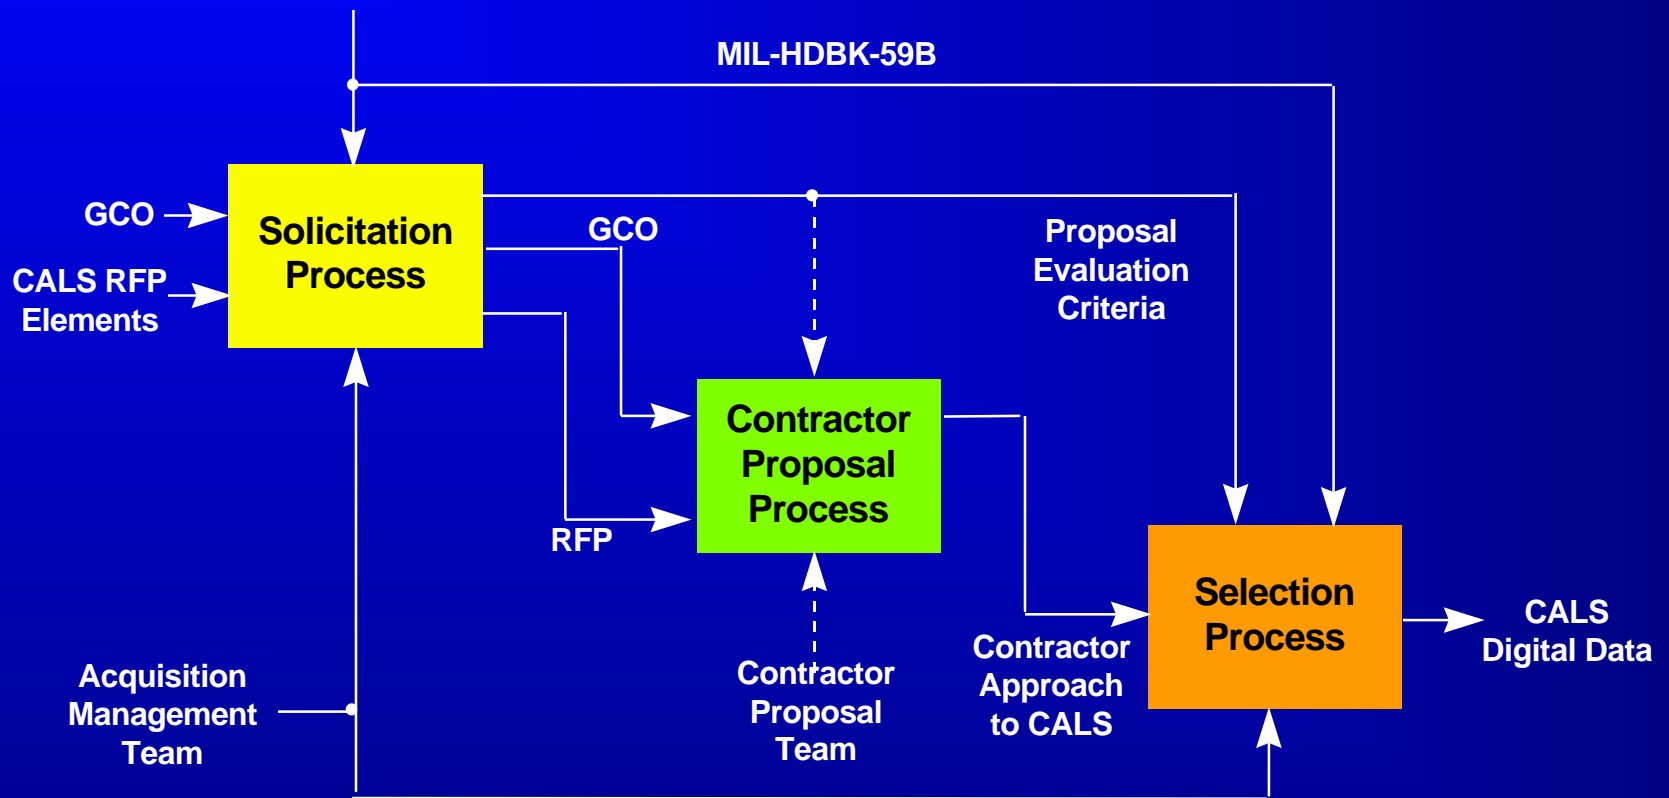 MIL-HDBK-59B
GCO
Solicitation
Process
CALS RFP
Elements
GCO
Proposal
Evaluation
Criteria
Contractor
Proposal
Process
RFP
Selection
Process
CALS
Digital Data
Acquisition
Management
Team
Contractor
Proposal
Team
Contractor
Approach
to CALS